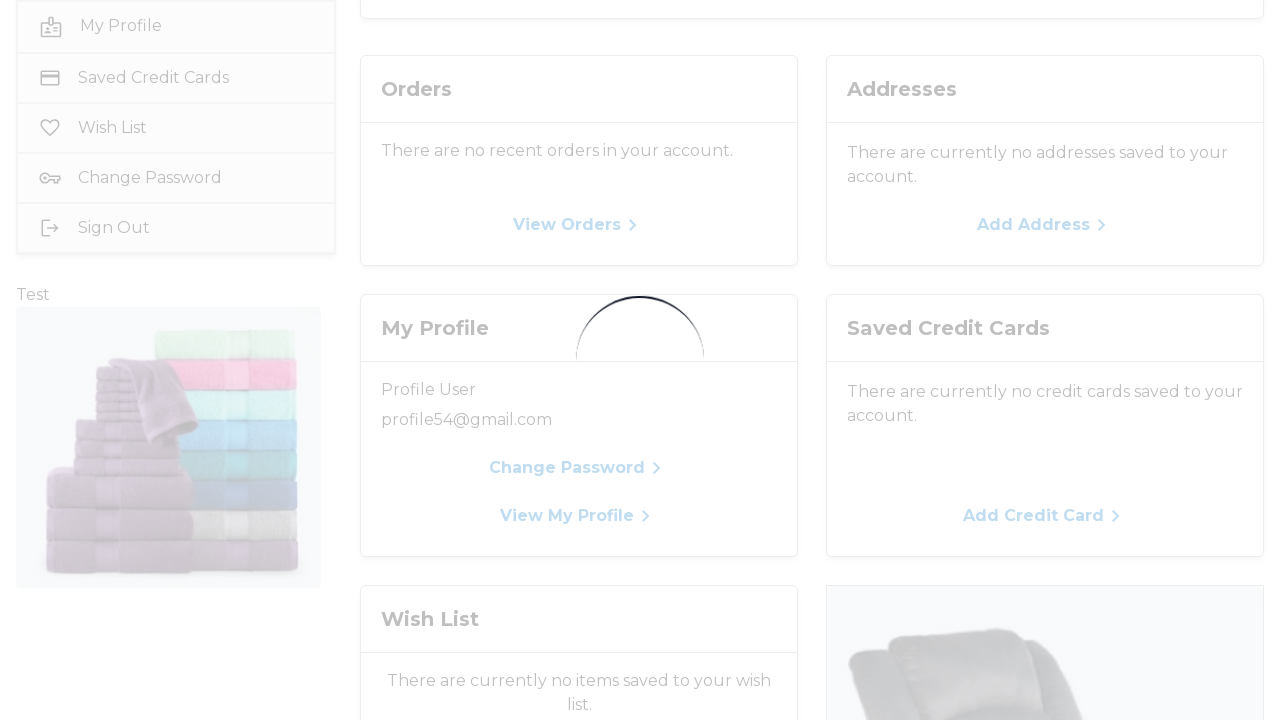 My Profile
Saved Credit Cards
Wish List
Change Password
Sign Out
Test
Orders
There are no recent orders in your account.
View Orders
Addresses
There are currently no addresses saved to your
account.
Add Address
My Profile
Profile User
profile54@gmail.com
Change Password
View My Profile
Saved Credit Cards
There are currently no credit cards saved to your
account.
Add Credit Card
Wish List
There are currently no items saved to your wish
list.